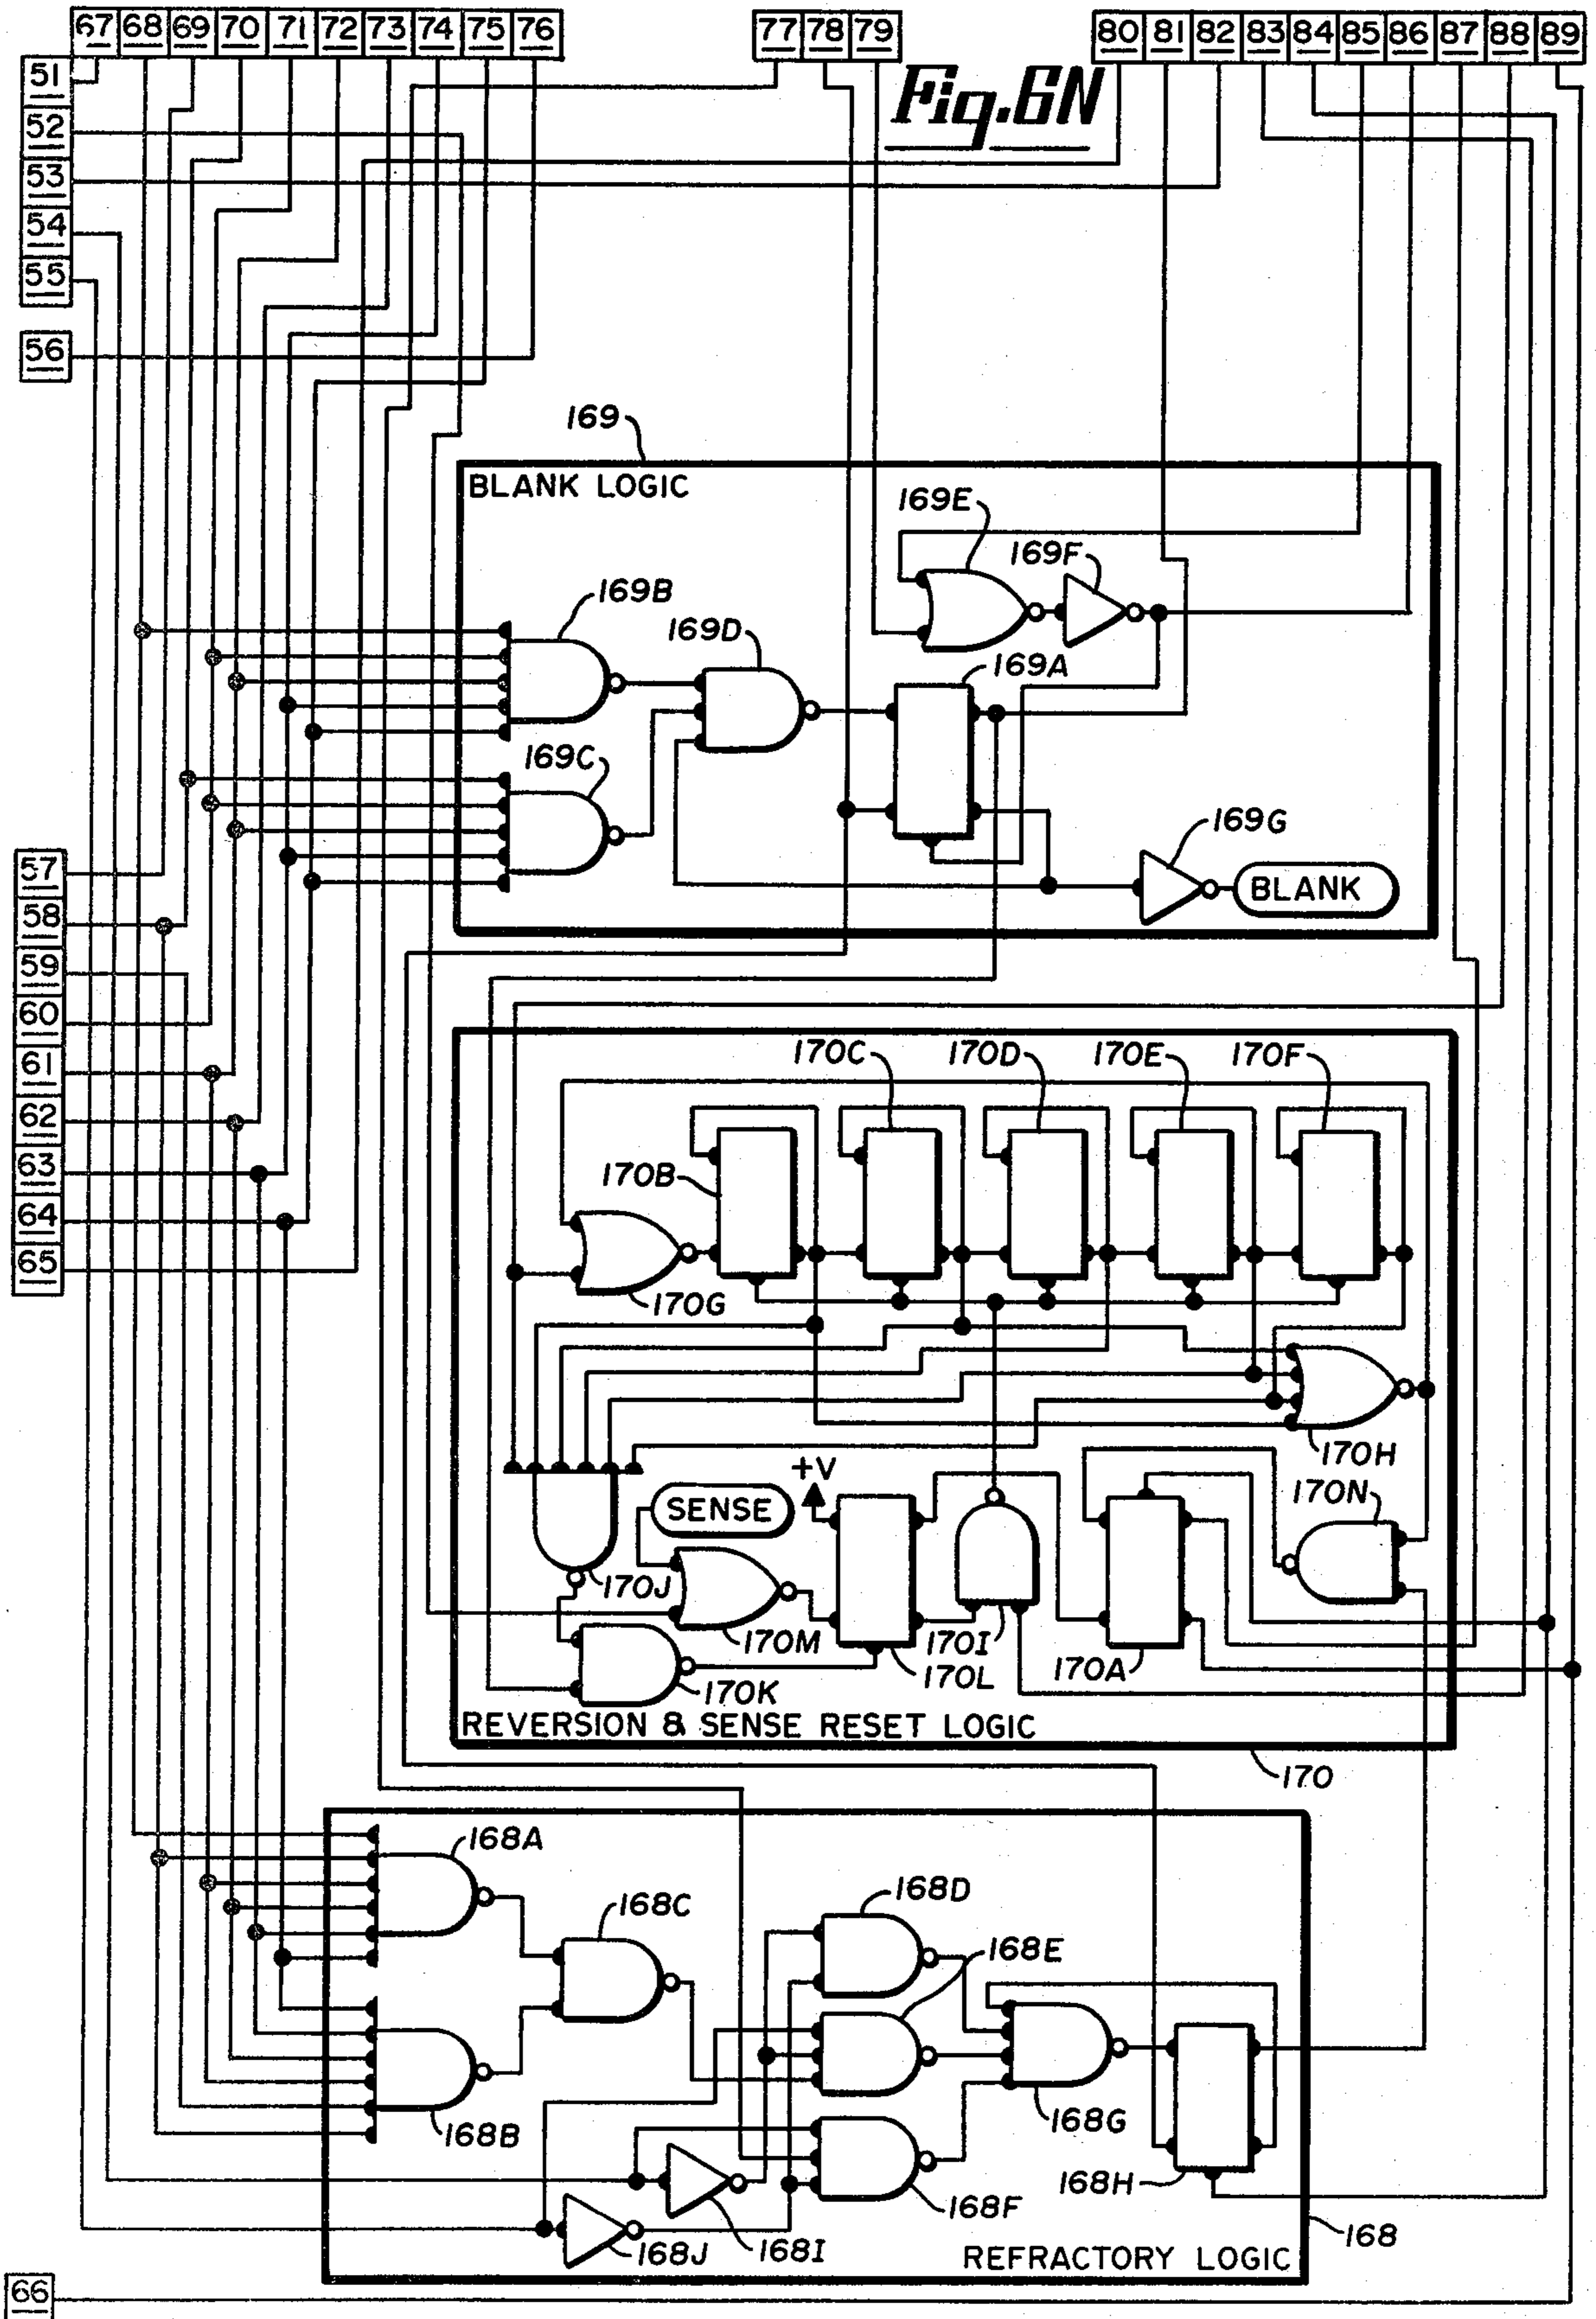 67 68 69 70 71 72 73 74 75 76 77 78 79 80 81 82 83 84 85 86 87 88 89
Fig. 6N
51
52
53
54
55
56
169
BLANK LOGIC
169E
169F
169B
169D
169A
169C
169G
BLANK
57
58
59
60
61
62
63
64
65
170C 170D 170E 170F
170B
170G
170H
+V
170N
SENSE
170J
170M 170I 170A
170L
170K
REVERSION & SENSE RESET LOGIC
170
168A
168D
168C
168E
168B
168G
168H
168F
168I
168J
168
REFRACTORY LOGIC
66